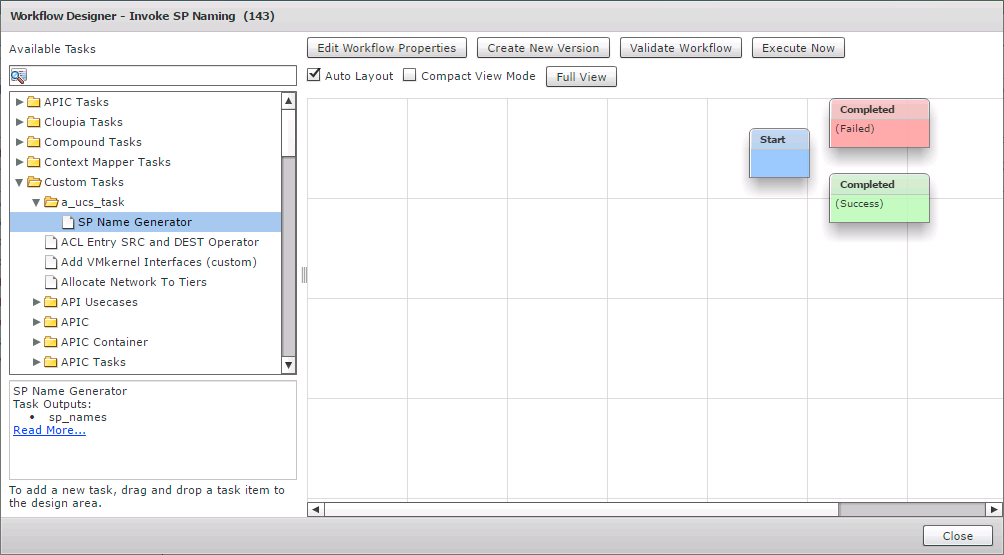 Workflow Designer - Invoke SP Naming (143)
Available Tasks
Edit Workflow Properties
Create New Version
Validate Workflow
Execute Now
Auto Layout
Compact View Mode
Full View
APIC Tasks
Cloupia Tasks
Compound Tasks
Context Mapper Tasks
Custom Tasks
a_ucs_task
SP Name Generator
ACL Entry SRC and DEST Operator
Add VMkernel Interfaces (custom)
Allocate Network To Tiers
API Usecases
APIC
APIC Container
APIC Tasks
SP Name Generator
Task Outputs:
• sp_names
Read More...
To add a new task, drag and drop a task item to
the design area.
Start
Completed
(Failed)
Completed
(Success)
Close